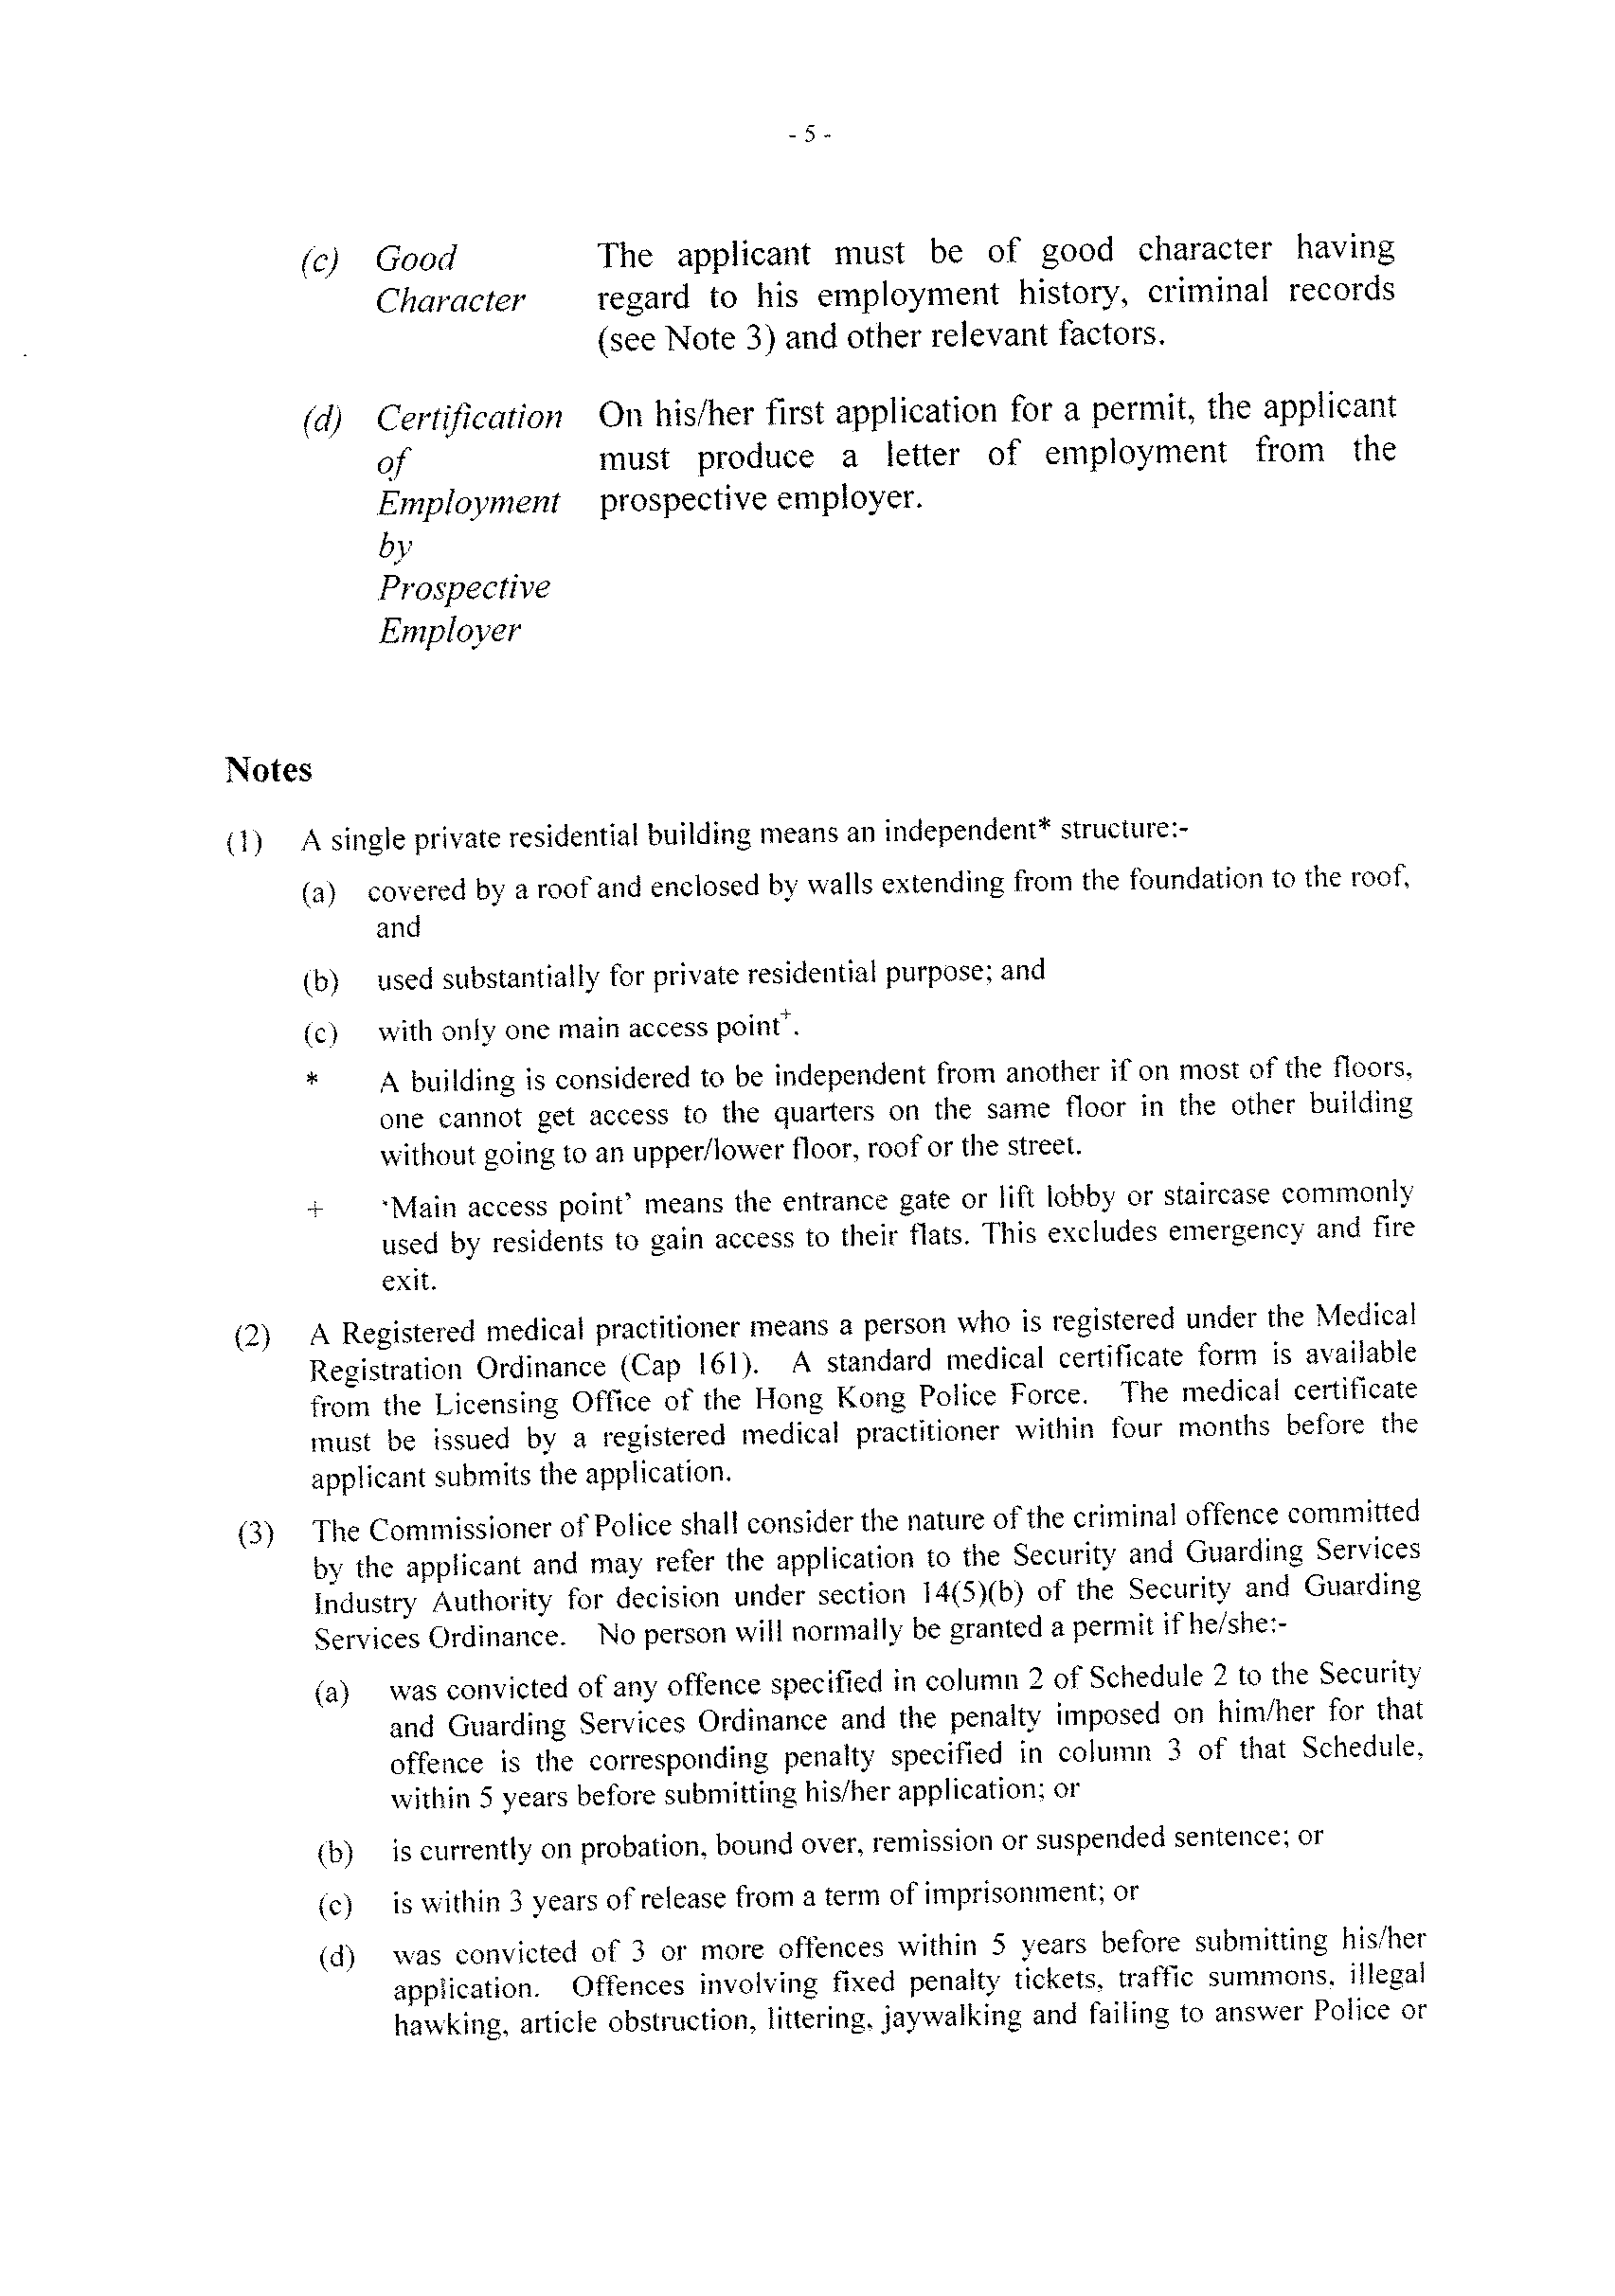 - 5 -
(c) Good The applicant must be of good character having
Character regard to his employment history, criminal records
(see Note 3) and other relevant factors.
(d) Certification On his/her first application for a permit, the applicant
of must produce a letter of employment from the
Employment prospective employer.
by
Prospective
Employer
Notes
(1) A single private residential building means an independent* structure:-
(a) covered by a roof and enclosed by walls extending from the foundation to the roof,
and
(b) used substantially for private residential purpose; and
(c) with only one main access point+.
* A building is considered to be independent from another if on most of the floors,
one cannot get access to the quarters on the same floor in the other building
without going to an upper/lower floor, roof or the street.
+ 'Main access point' means the entrance gate or lift lobby or staircase commonly
used by residents to gain access to their flats. This excludes emergency and fire
exit.
(2) A Registered medical practitioner means a person who is registered under the Medical
Registration Ordinance (Cap 161). A standard medical certificate form is available
from the Licensing Office of the Hong Kong Police Force. The medical certificate
must be issued by a registered medical practitioner within four months before the
applicant submits the application.
(3) The Commissioner of Police shall consider the nature of the criminal offence committed
by the applicant and may refer the application to the Security and Guarding Services
Industry Authority for decision under section 14(5)(b) of the Security and Guarding
Services Ordinance. No person will normally be granted a permit if he/she:-
(a) was convicted of any offence specified in column 2 of Schedule 2 to the Security
and Guarding Services Ordinance and the penalty imposed on him/her for that
offence is the corresponding penalty specified in column 3 of that Schedule,
within 5 years before submitting his/her application; or
(b) is currently on probation, bound over, remission or suspended sentence; or
(c) is within 3 years of release from a term of imprisonment; or
(d) was convicted of 3 or more offences within 5 years before submitting his/her
application. Offences involving fixed penalty tickets, traffic summons, illegal
hawking, article obstruction, littering, jaywalking and failing to answer Police or